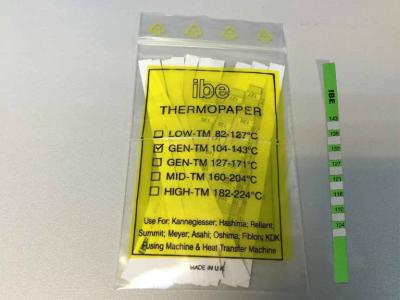 ibe
THERMOPAPER
LOW-TM 82-127°C
GEN-TM 104-143°C
GEN-TM 127-171°C
MID-TM 160-204°C
HIGH-TM 182-224°C
Use For: Kannegiesser; Hashima; Reliant;
Summit; Meyer; Asahi; Oshima; Fiblon; KDK
Fusing Machine & Heat Transfer Machine
MADE IN U.K.
IBE
143
127
121
116
110
104